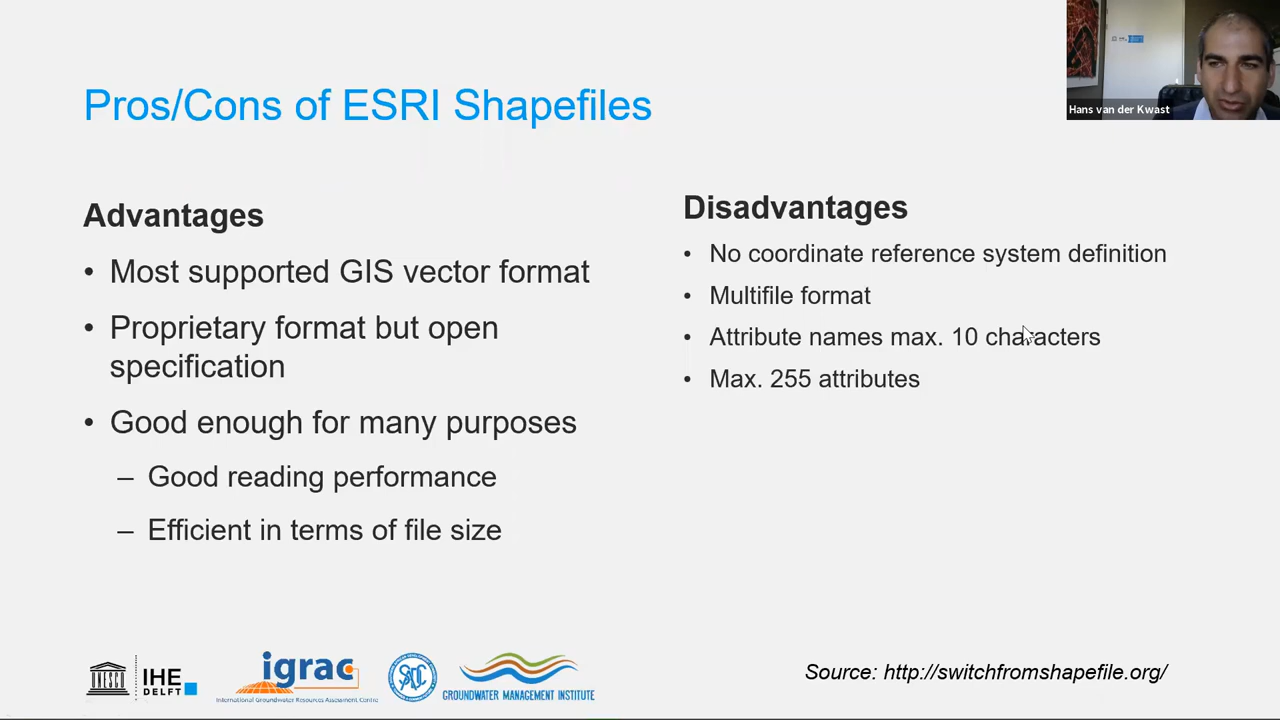 Pros/Cons of ESRI Shapefiles
Hans van der Kwast
Advantages
• Most supported GIS vector format
• Proprietary format but open
specification
• Good enough for many purposes
– Good reading performance
– Efficient in terms of file size
Disadvantages
• No coordinate reference system definition
• Multifile format
• Attribute names max. 10 characters
• Max. 255 attributes
UNESCO
IHE
DELFT
igrac
International Groundwater Resources Assessment Centre
GROUNDWATER MANAGEMENT INSTITUTE
Source: http://switchfromshapefile.org/